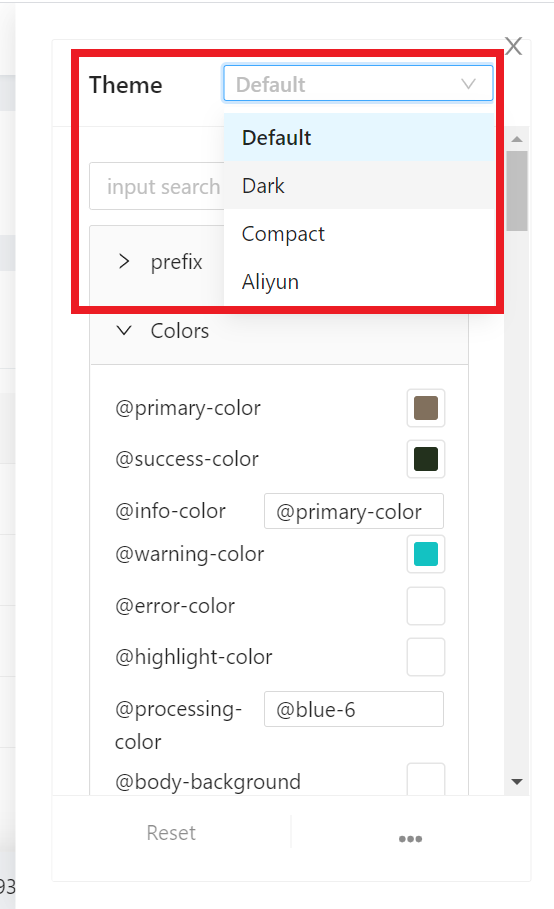 X
Theme
Default
Default
input search
Dark
Compact
prefix
Aliyun
Colors
@primary-color
@success-color
@info-color @primary-color
@warning-color
@error-color
@highlight-color
@processing-
color
@blue-6
@body-background
Reset
•••
93